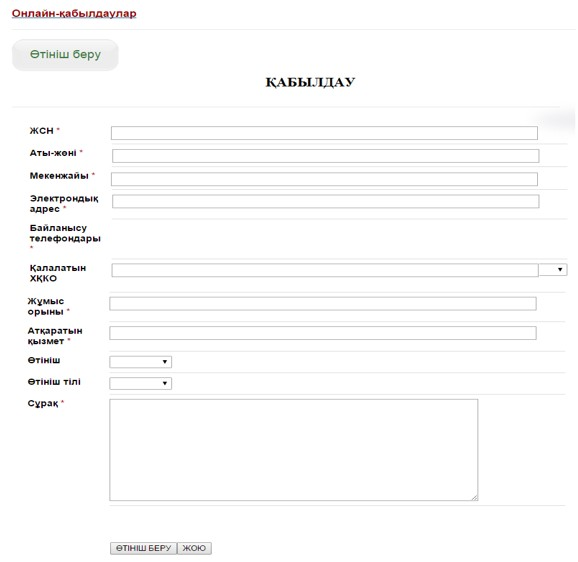 Онлайн-қабылдаулар
Өтініш беру
ҚАБЫЛДАУ
ЖСН *
Аты-жөні *
Мекенжайы *
Электрондық
адрес *
Байланысу
телефондары
*
Қалалатын
ХҚКО
Жұмыс
орыны *
Атқаратын
қызмет *
Өтініш
Өтініш тілі
Сұрақ *
ӨТІНІШ БЕРУ ЖОЮ